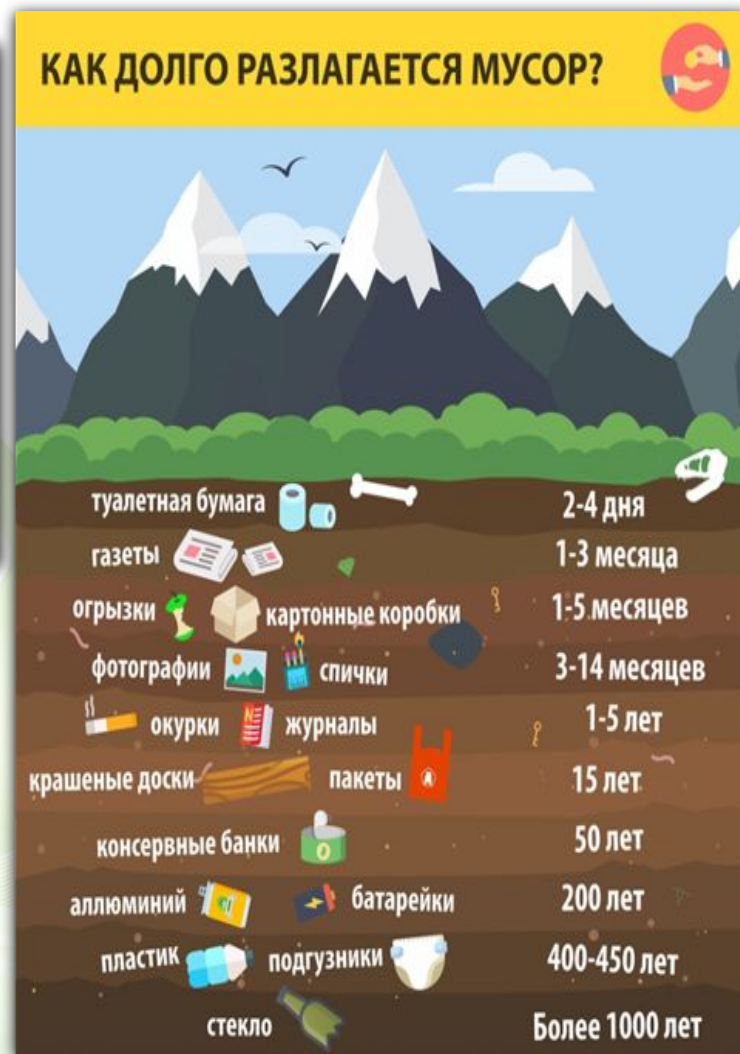 КАК ДОЛГО РАЗЛАГАЕТСЯ МУСОР?
туалетная бумага 2-4 дня
газеты 1-3 месяца
огрызки картонные коробки 1-5 месяцев
фотографии спички 3-14 месяцев
окурки журналы 1-5 лет
крашеные доски пакеты 15 лет
консервные банки 50 лет
аллюминий батарейки 200 лет
пластик подгузники 400-450 лет
стекло Более 1000 лет